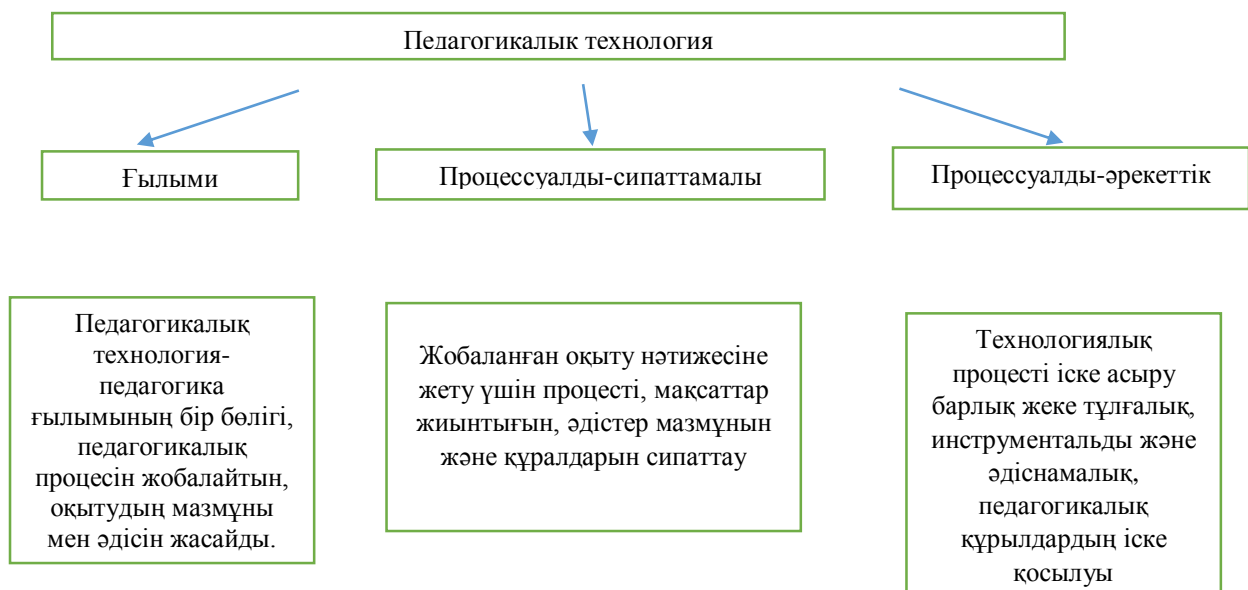 Педагогикалық технология
Ғылыми
Процессуалды-сипаттамалы
Процессуалды-әрекеттік
Педагогикалық
технология-
педагогика
ғылымының бір бөлігі,
педагогикалық
процесін жобалайтын,
оқытудың мазмұны
мен әдісін жасайды.
Жобаланған оқыту нәтижесіне
жету үшін процесті, мақсаттар
жиынтығын, әдістер мазмұнын
және құралдарын сипаттау
Технологиялық
процесті іске асыру
барлық жеке тұлғалық,
инструментальды және
әдіснамалық,
педагогикалық
құрылдардың іске
қосылуы